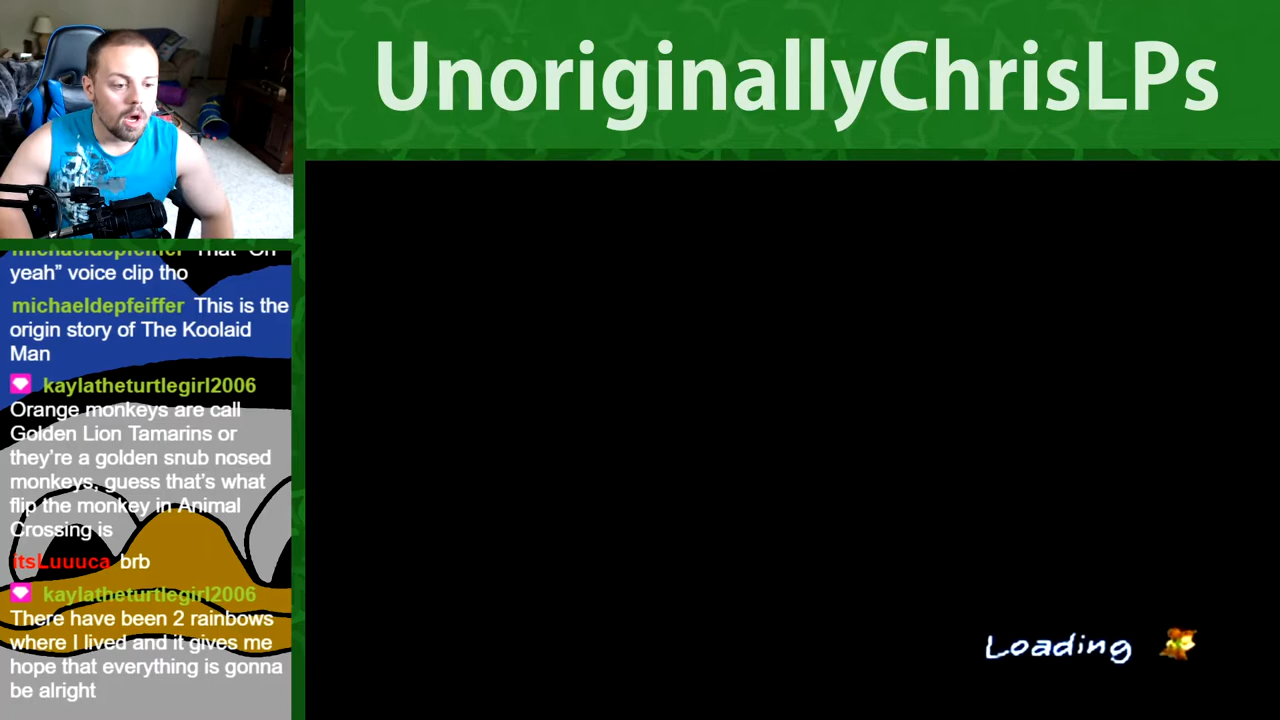 UnoriginallyChrisLPs
michaeldepfeiffer That "Oh
yeah” voice clip tho
michaeldepfeiffer This is the
origin story of The Koolaid
Man
kaylatheturtlegirl2006
Orange monkeys are call
Golden Lion Tamarins or
they're a golden snub nosed
monkeys, guess that's what
flip the monkey in Animal
Crossing is
itsLuuuca brb
kaylatheturtlegirl2006
There have been 2 rainbows
where I lived and it gives me
hope that everything is gonna
be alright
Loading